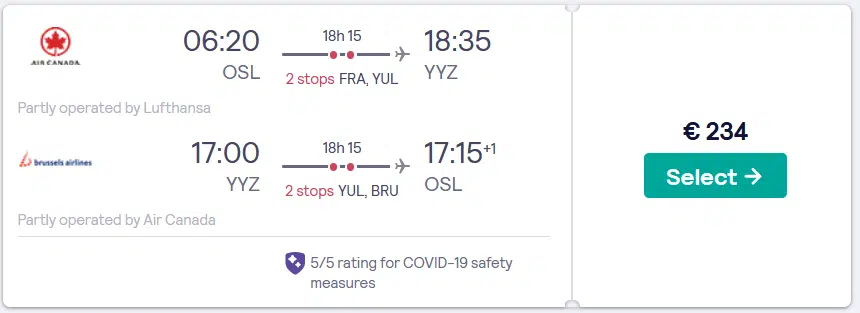 AIR CANADA
06:20
OSL
18h 15
2 stops FRA, YUL
18:35
YYZ
Partly operated by Lufthansa
brussels airlines
17:00
YYZ
18h 15
2 stops YUL, BRU
17:15+1
OSL
Partly operated by Air Canada
5/5 rating for COVID-19 safety
measures
€ 234
Select →